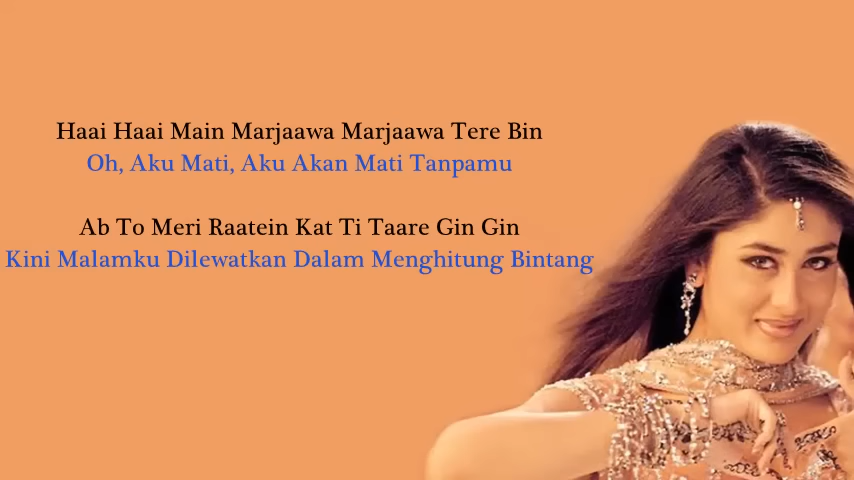 Haai Haai Main Marjaawa Marjaawa Tere Bin
Oh, Aku Mati, Aku Akan Mati Tanpamu
Ab To Meri Raatein Kat Ti Taare Gin Gin
Kini Malamku Dilewatkan Dalam Menghitung Bintang